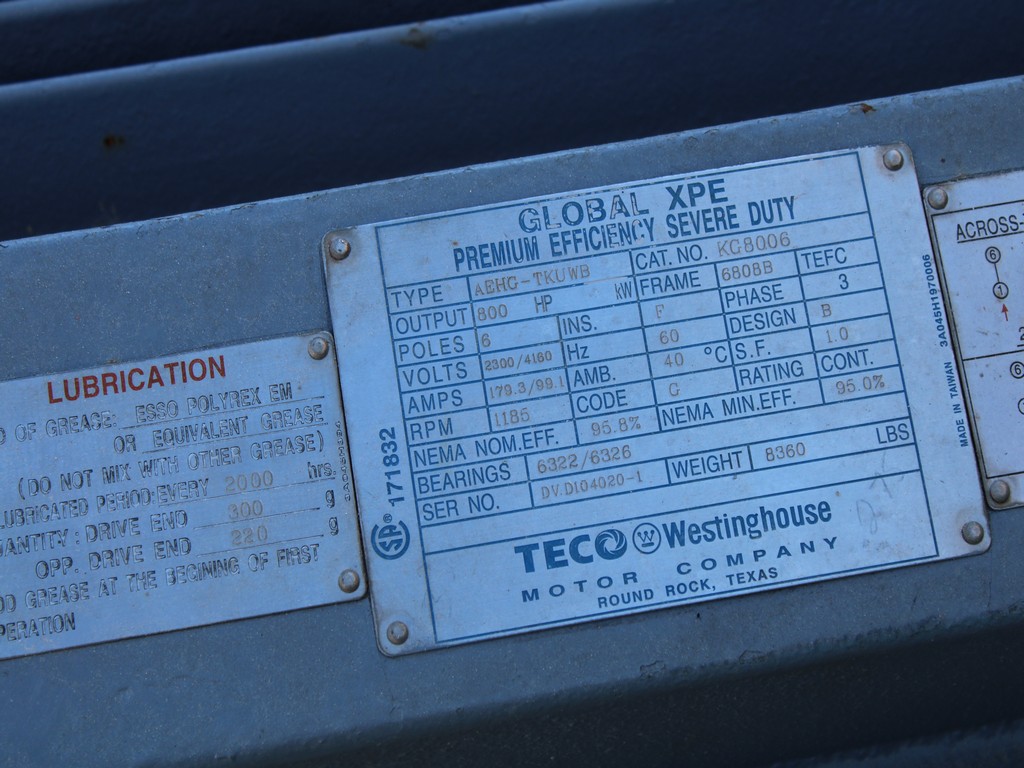 LUBRICATION
OF GREASE: ESSO POLYREX EM
OR EQUIVALENT GREASE
(DO NOT MIX WITH OTHER GREASE)
PERIOD:EVERY 2000 hrs.
DRIVE END 300 g
OPP. DRIVE END 220 g
GREASE AT THE BEGINING OF FIRST
GLOBAL XPE
PREMIUM EFFICIENCY SEVERE DUTY
TYPE AEHG-TKUWB CAT. NO. KG8006
OUTPUT 800 HP KW FRAME 6808B TEFC
POLES 6 INS. F PHASE 3
VOLTS 2300/4160 Hz 60 DESIGN B
AMPS 179.3/99.1 AMB. 40 °C S.F. 1.0
RPM 1185 CODE G RATING CONT.
NEMA NOM.EFF. 95.8% NEMA MIN.EFF. 95.0%
BEARINGS 6322/6326 WEIGHT 8360 LBS
SER NO. DV.D104020-1
TECO Westinghouse
MOTOR COMPANY
ROUND ROCK, TEXAS
171832
MADE IN TAIWAN 3A045H1970006
ACROSS-
6
1